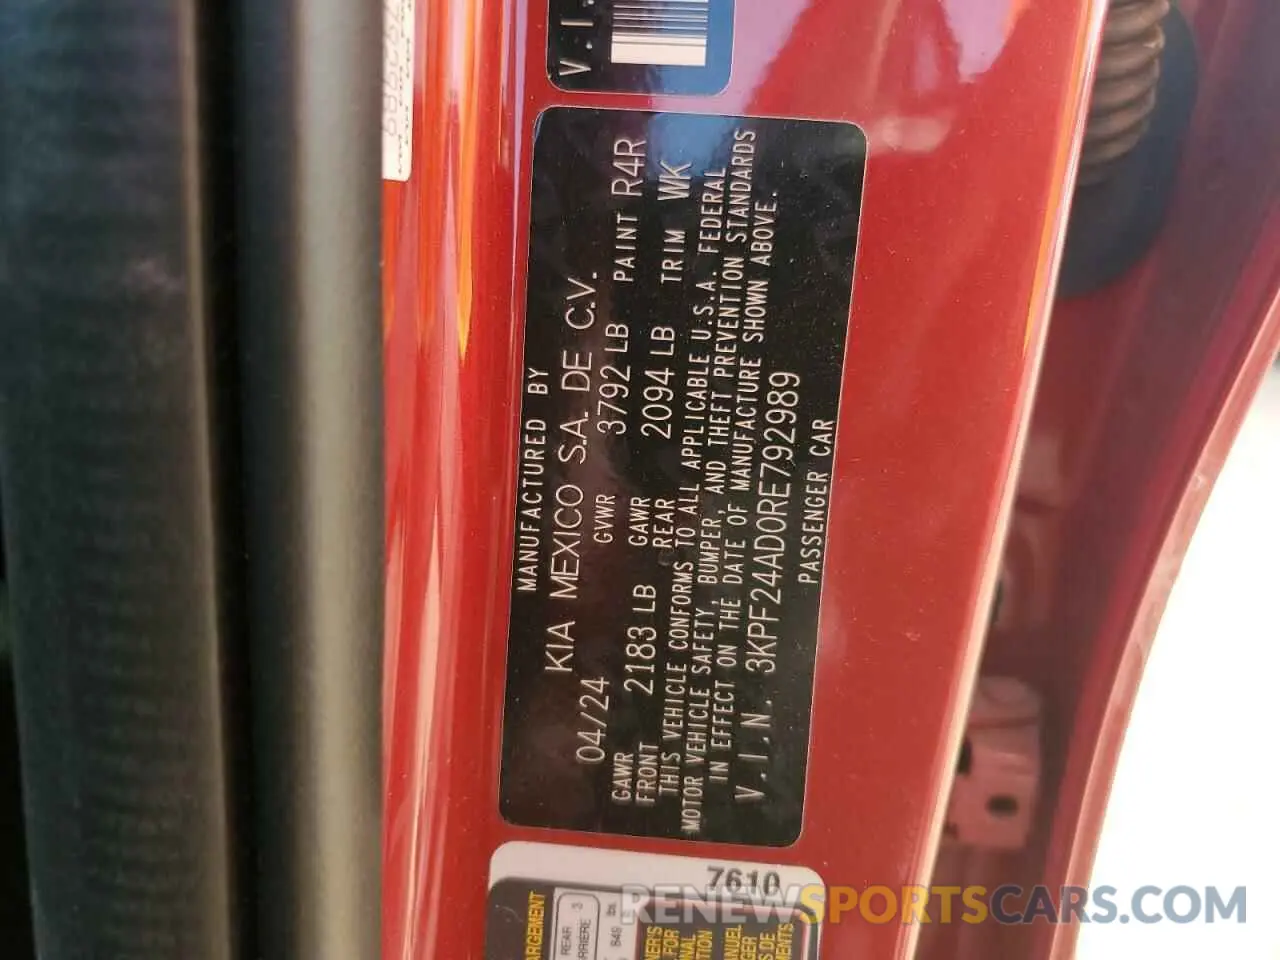 V.I.
MANUFACTURED BY
KIA MEXICO S.A. DE C.V.
04/24 GVWR 3792 LB PAINT R4R
GAWR FRONT 2183 LB GAWR REAR 2094 LB TRIM WK
THIS VEHICLE CONFORMS TO ALL APPLICABLE U.S.A. FEDERAL
MOTOR VEHICLE SAFETY, BUMPER, AND THEFT PREVENTION STANDARDS
IN EFFECT ON THE DATE OF MANUFACTURE SHOWN ABOVE.
V.I.N. 3KPF24AD0RE792989
PASSENGER CAR
7610
REAR 3
RENEWSPORTSCARS.COM